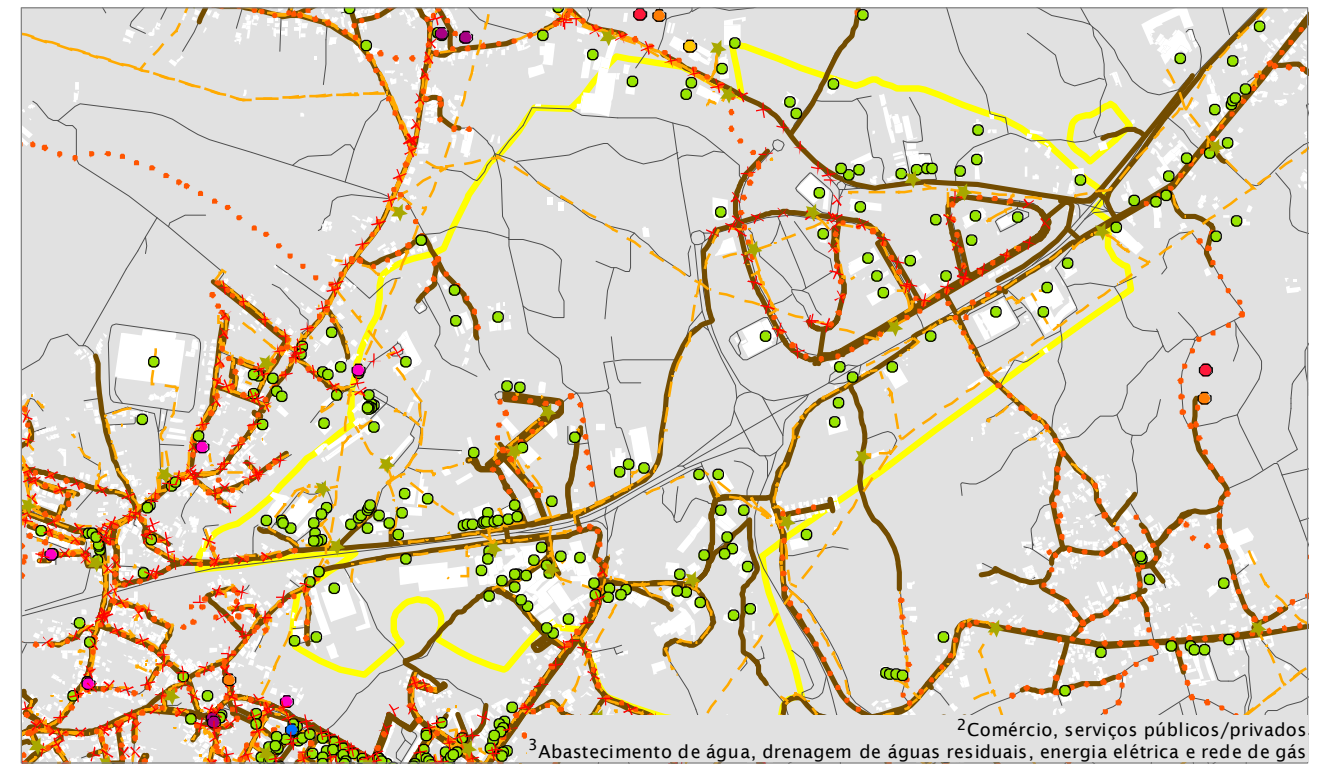 ²Comércio, serviços públicos/privados
³Abastecimento de água, drenagem de águas residuais, energia elétrica e rede de gás